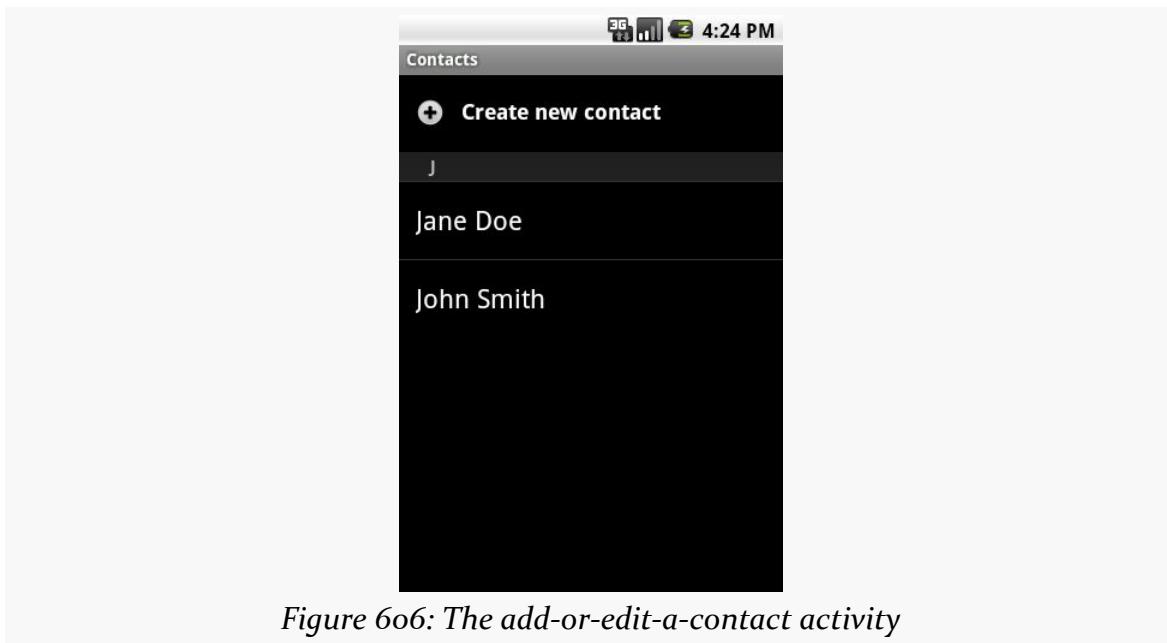 3G 4:24 PM
Contacts
Create new contact
J
Jane Doe
John Smith
Figure 606: The add-or-edit-a-contact activity